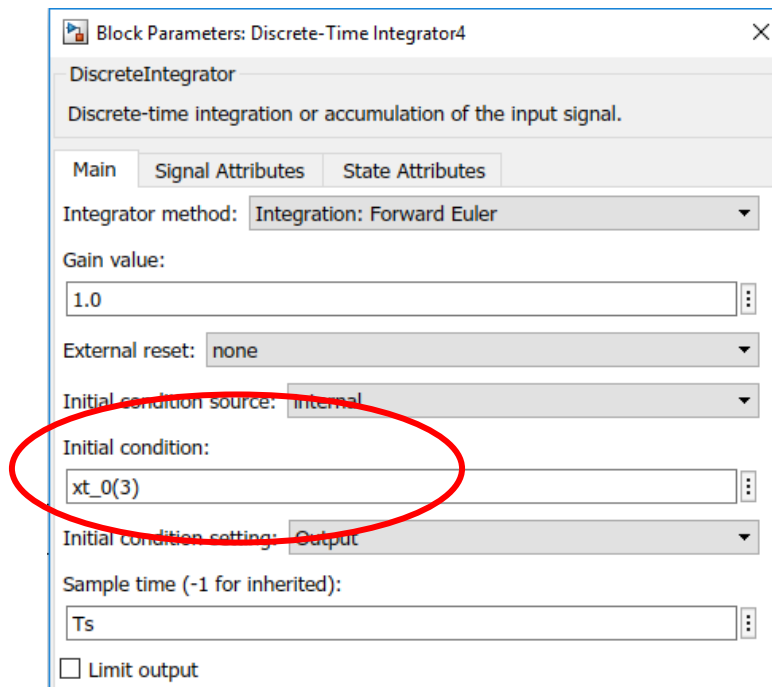 Block Parameters: Discrete-Time Integrator4
DiscreteIntegrator
Discrete-time integration or accumulation of the input signal.
Main Signal Attributes State Attributes
Integrator method: Integration: Forward Euler
Gain value:
1.0
External reset: none
Initial condition source: internal
Initial condition:
xt_0(3)
Initial condition setting: Output
Sample time (-1 for inherited):
Ts
Limit output